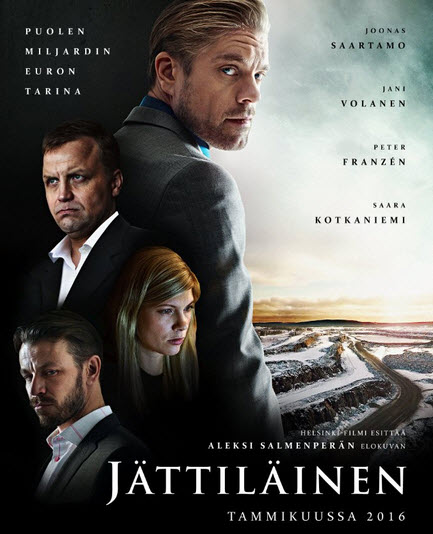 PUOLEN
MILJARDIN
EURON
TARINA
JOONAS
SAARTAMO
JANI
VOLANEN
PETER
FRANZÉN
SAARA
KOTKANIEMI
HELSINKI-FILMI ESITTÄÄ
ALEKSI SALMENPERÄN ELOKUVAN
JÄTTILÄINEN
TAMMIKUUSSA 2016